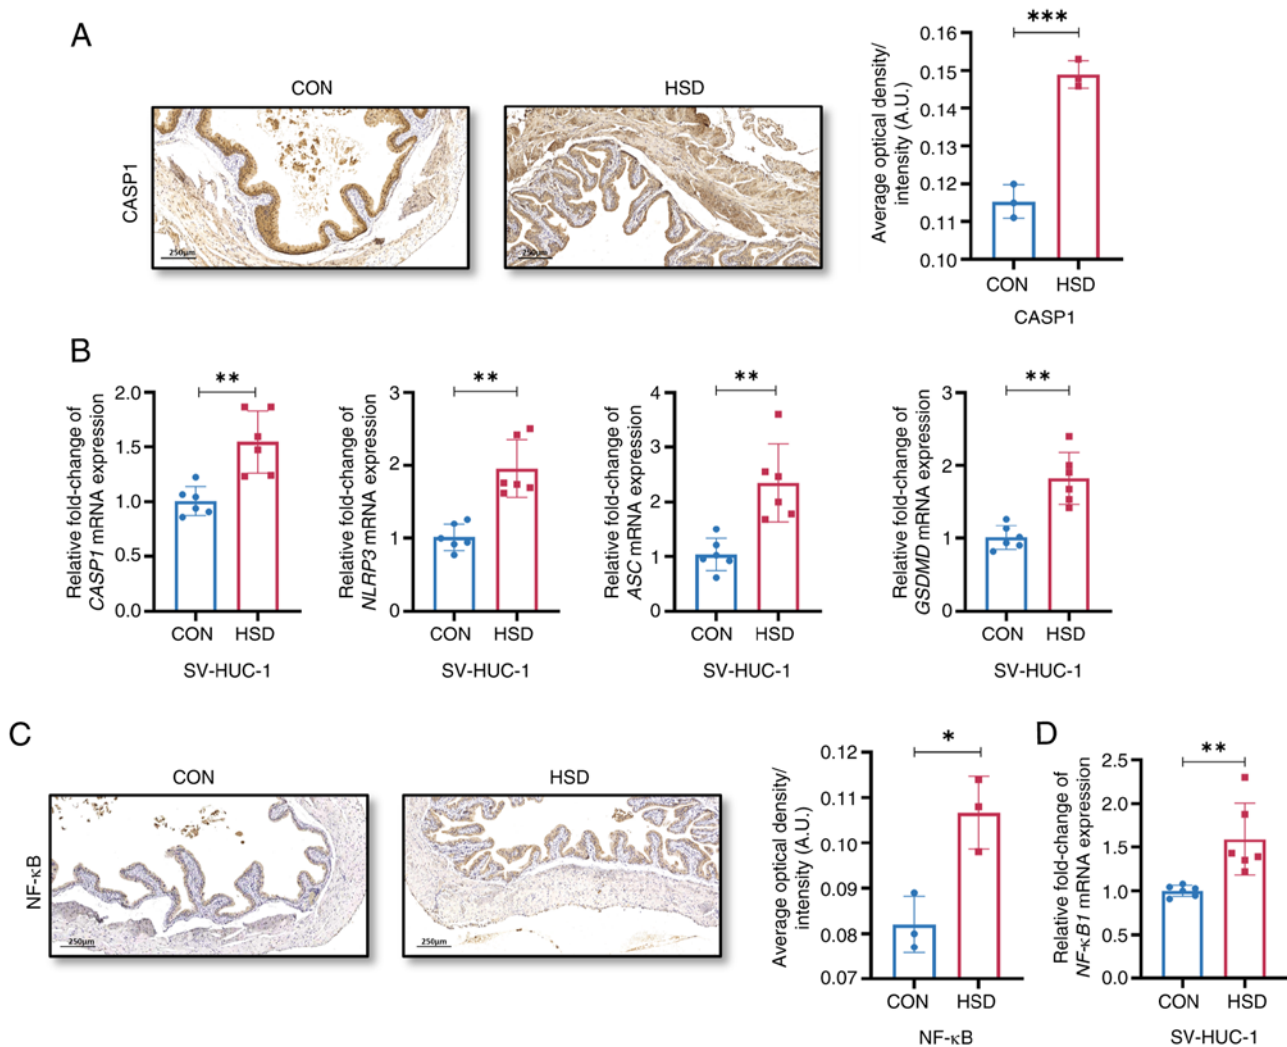 A
CON
HSD
CASP1
250μm
250μm
Average optical density/
intensity (A.U.)
0.16
0.15
0.14
0.13
0.12
0.11
0.10
***
CON
HSD
CASP1
B
Relative fold-change of
CASP1 mRNA expression
2.0
1.5
1.0
0.5
0.0
**
CON
HSD
SV-HUC-1
Relative fold-change of
NLRP3 mRNA expression
3
2
1
0
**
CON
HSD
SV-HUC-1
Relative fold-change of
ASC mRNA expression
4
3
2
1
0
**
CON
HSD
SV-HUC-1
Relative fold-change of
GSDMD mRNA expression
3
2
1
0
**
CON
HSD
SV-HUC-1
C
CON
HSD
NF-κB
250μm
250μm
Average optical density/
intensity (A.U.)
0.12
0.11
0.10
0.09
0.08
0.07
*
CON
HSD
NF-κB
D
Relative fold-change of
NF-κB1 mRNA expression
2.5
2.0
1.5
1.0
0.5
0.0
**
CON
HSD
SV-HUC-1